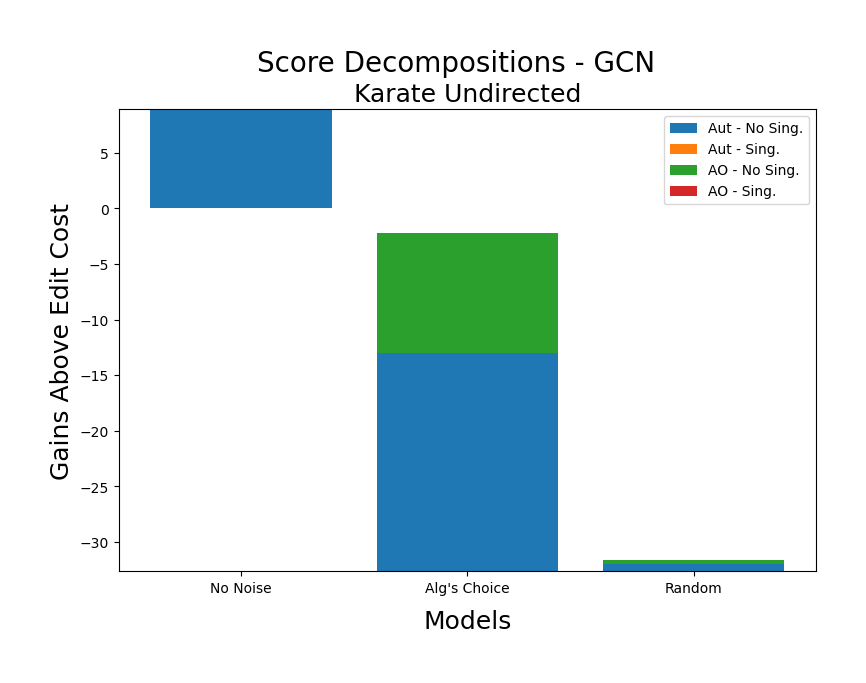 Score Decompositions - GCN
Karate Undirected
Aut - No Sing.
Aut - Sing.
AO - No Sing.
AO - Sing.
Gains Above Edit Cost
5
0
−5
−10
−15
−20
−25
−30
No Noise
Alg's Choice
Random
Models